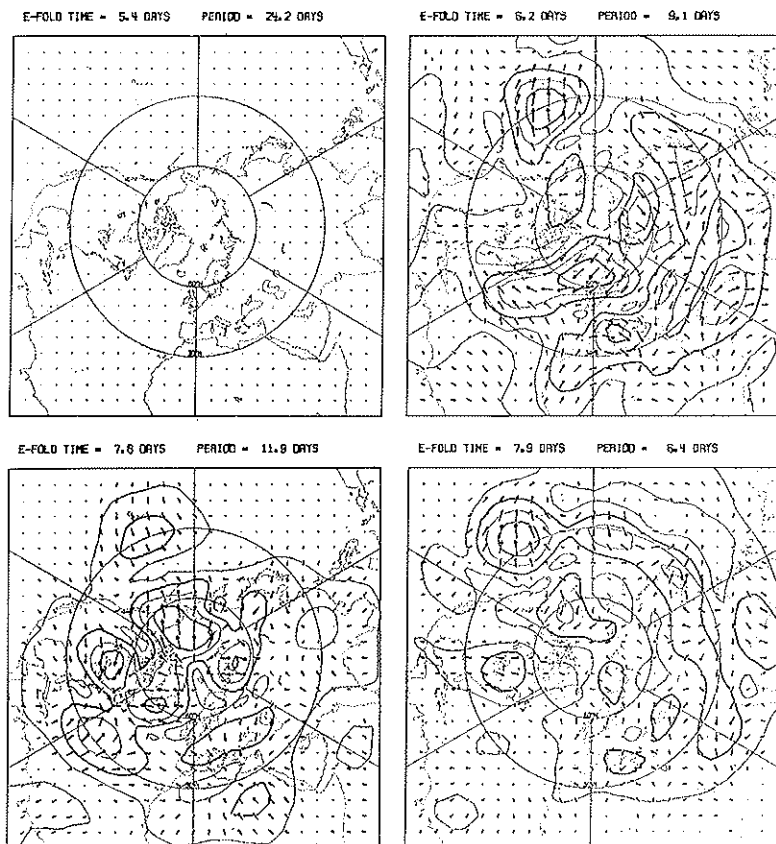 E-FOLD TIME = 5.4 DAYS PERIOD = 24.2 DAYS
E-FOLD TIME = 6.2 DAYS PERIOD = 9.1 DAYS
E-FOLD TIME = 7.6 DAYS PERIOD = 11.9 DAYS
E-FOLD TIME = 7.9 DAYS PERIOD = 6.4 DAYS